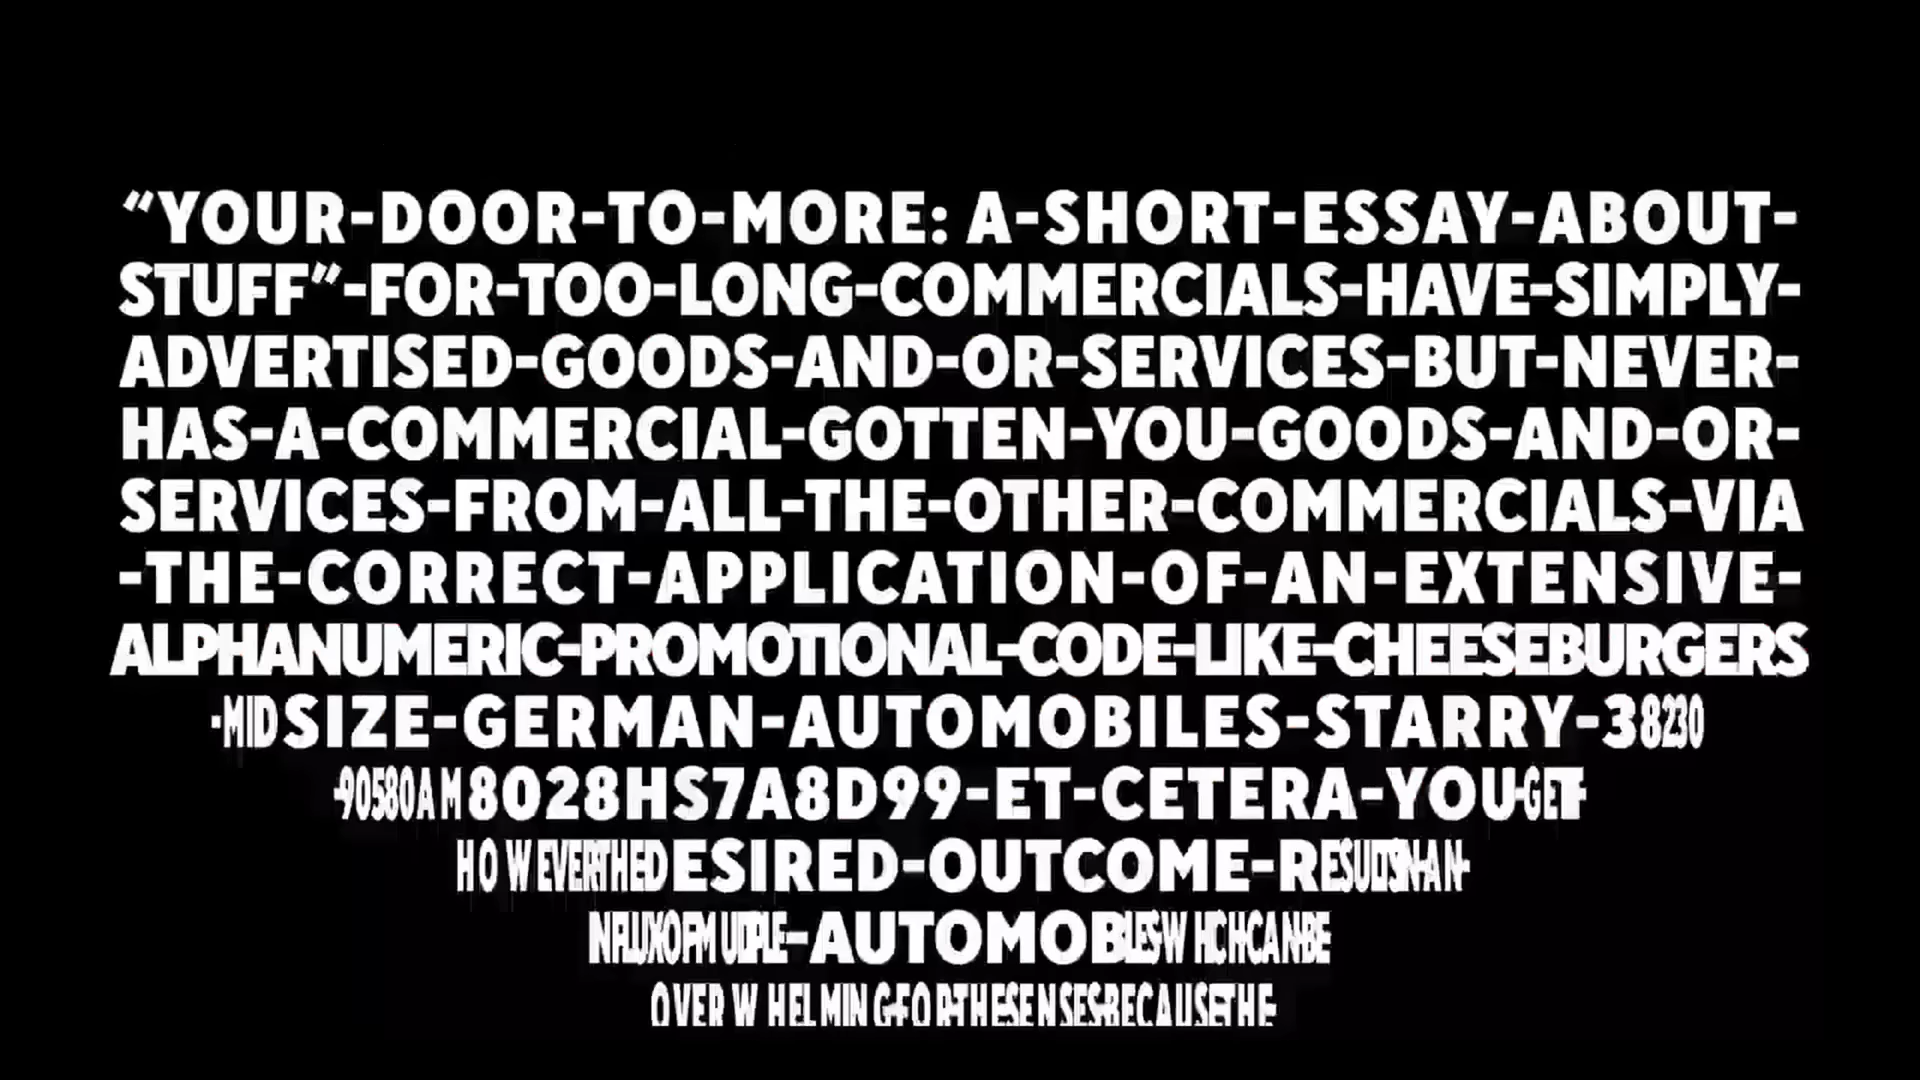 “YOUR-DOOR-TO-MORE: A-SHORT-ESSAY-ABOUT-
STUFF”-FOR-TOO-LONG-COMMERCIALS-HAVE-SIMPLY-
ADVERTISED-GOODS-AND-OR-SERVICES-BUT-NEVER-
HAS-A-COMMERCIAL-GOTTEN-YOU-GOODS-AND-OR-
SERVICES-FROM-ALL-THE-OTHER-COMMERCIALS-VIA
-THE-CORRECT-APPLICATION-OF-AN-EXTENSIVE-
ALPHANUMERIC-PROMOTIONAL-CODE-LIKE-CHEESEBURGERS
-MIDSIZE-GERMAN-AUTOMOBILES-STARRY-38230
-90580AM8028HS7A8D99-ET-CETERA-YOU-GET-
HOWEVER-THE-DESIRED-OUTCOME-RESULTS-IN-AN-
INFLUX-OF-MULTIPLE-AUTOMOBILES-WHICH-CAN-BE
OVERWHELMING-FOR-THE-SENSES-BECAUSE-THE-